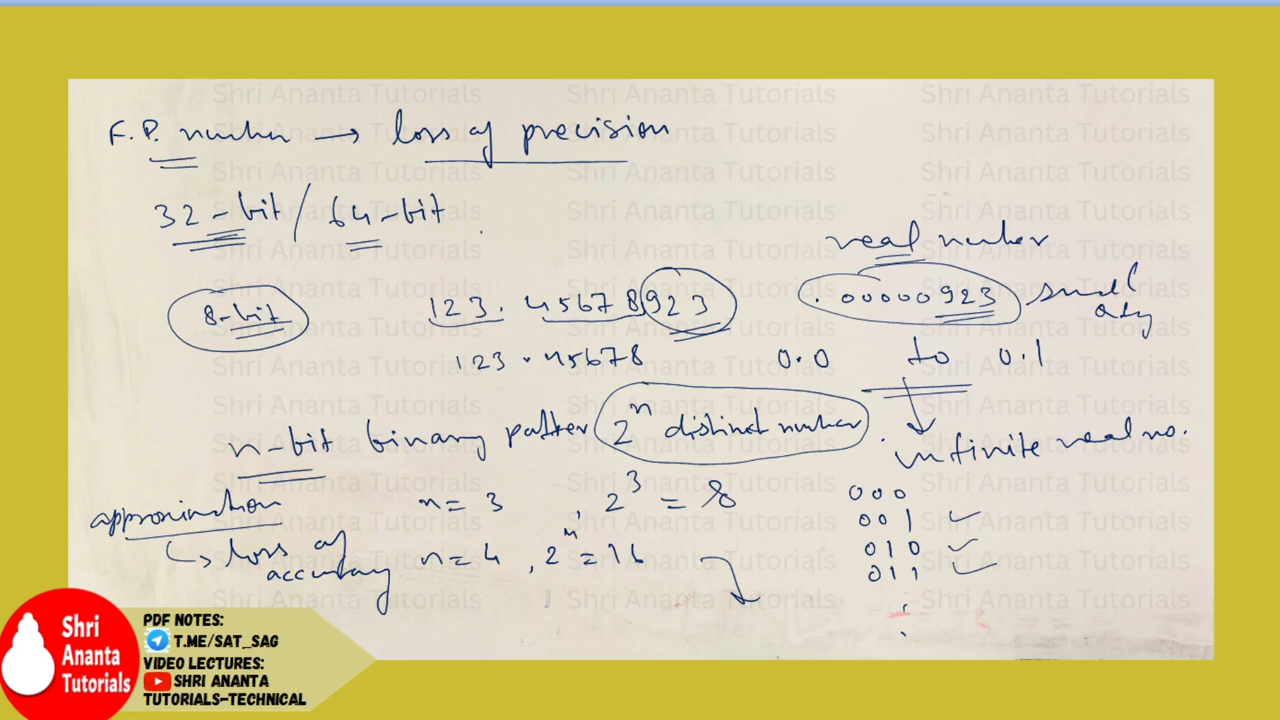 F.P. number → loss of precision
32-bit / 64-bit
real number
8-bit
123.45678923
.00000923 small
123.45678
0.0 to 0.1
n-bit binary pattern 2^n distinct number
infinite real no.
approximation
n = 3 , 2^3 = 8
000
001
→ loss of accuracy
n = 4 , 2^4 = 16
010
011
Shri Ananta Tutorials
PDF NOTES:
T.ME/SAT_SAG
VIDEO LECTURES:
SHRI ANANTA
TUTORIALS-TECHNICAL